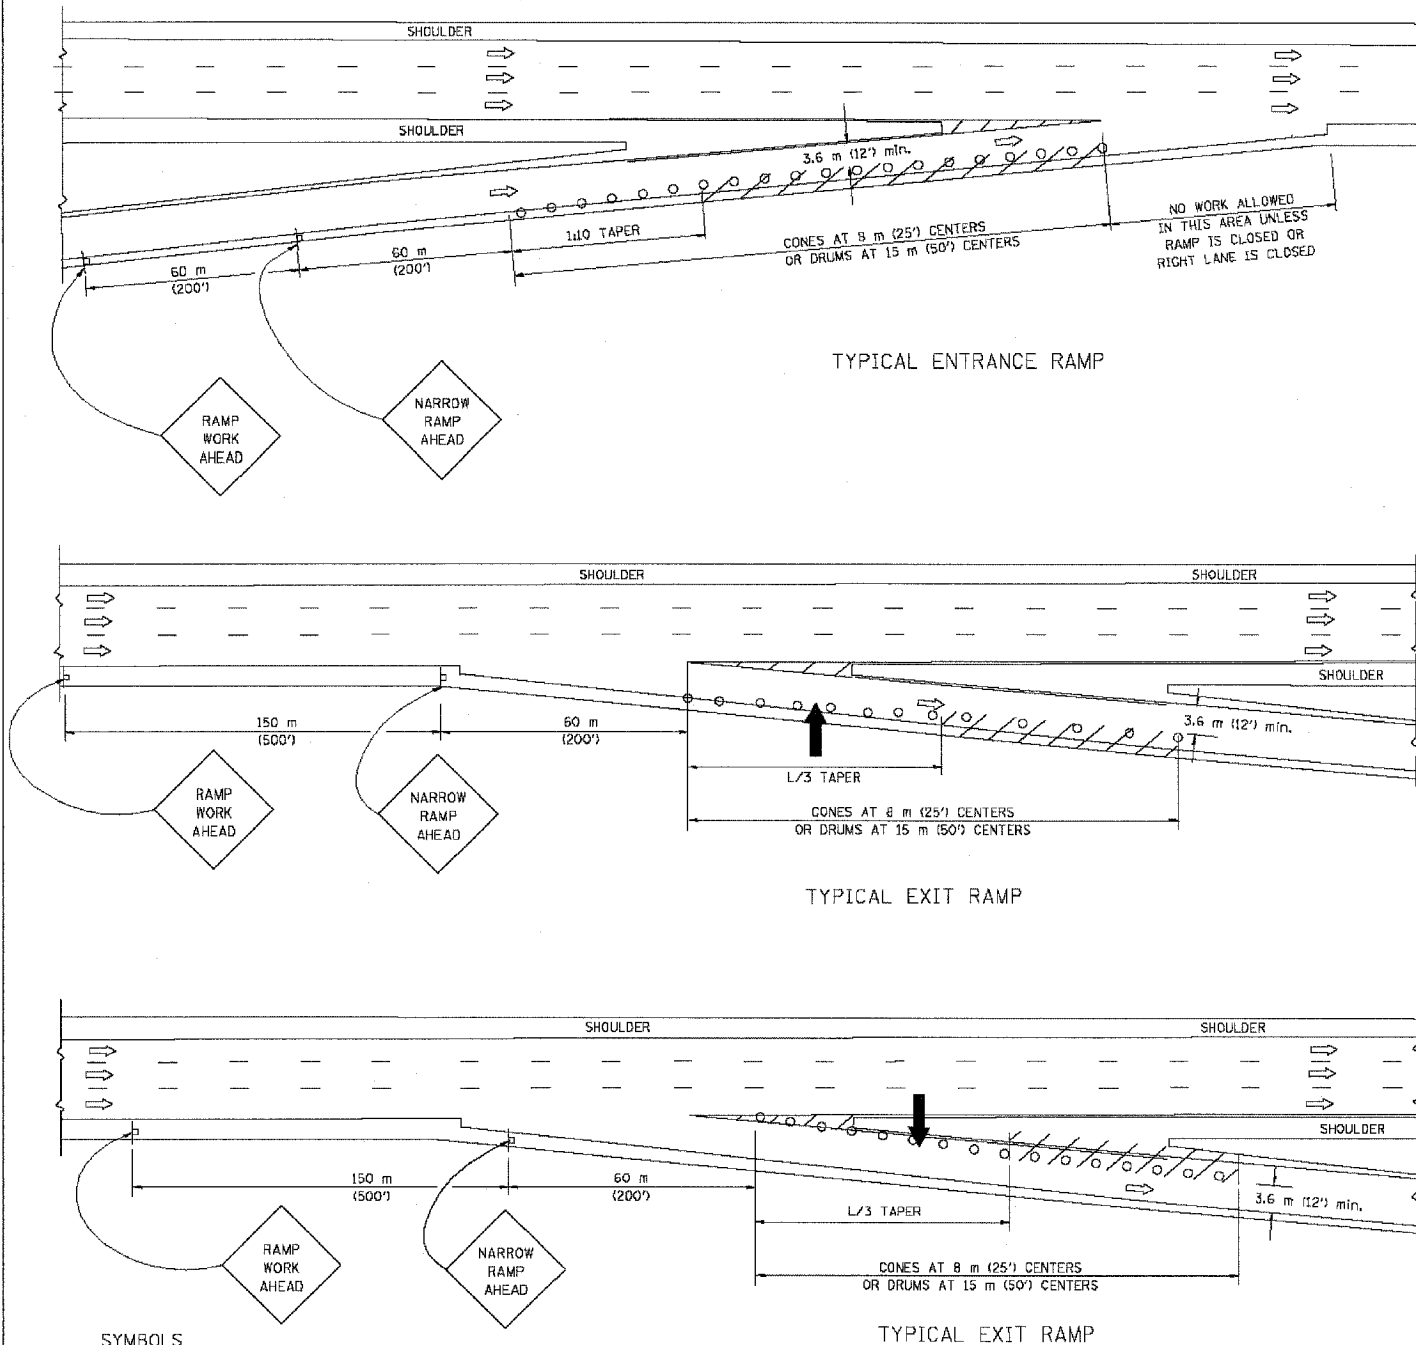 SHOULDER
SHOULDER
3.6 m (12') min.
1:10 TAPER
CONES AT 8 m (25') CENTERS
OR DRUMS AT 15 m (50') CENTERS
NO WORK ALLOWED
IN THIS AREA UNLESS
RAMP IS CLOSED OR
RIGHT LANE IS CLOSED
60 m
(200')
60 m
(200')
RAMP
WORK
AHEAD
NARROW
RAMP
AHEAD
TYPICAL ENTRANCE RAMP
SHOULDER
SHOULDER
SHOULDER
150 m
(500')
60 m
(200')
3.6 m (12') min.
L/3 TAPER
CONES AT 8 m (25') CENTERS
OR DRUMS AT 15 m (50') CENTERS
RAMP
WORK
AHEAD
NARROW
RAMP
AHEAD
TYPICAL EXIT RAMP
SHOULDER
SHOULDER
SHOULDER
150 m
(500')
60 m
(200')
3.6 m (12') min.
L/3 TAPER
CONES AT 8 m (25') CENTERS
OR DRUMS AT 15 m (50') CENTERS
RAMP
WORK
AHEAD
NARROW
RAMP
AHEAD
TYPICAL EXIT RAMP
SYMBOLS